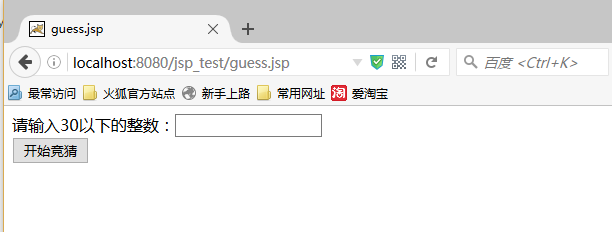 guess.jsp
localhost:8080/jsp_test/guess.jsp
百度 <Ctrl+K>
最常访问 火狐官方站点 新手上路 常用网址 淘 爱淘宝
请输入30以下的整数：
开始竞猜